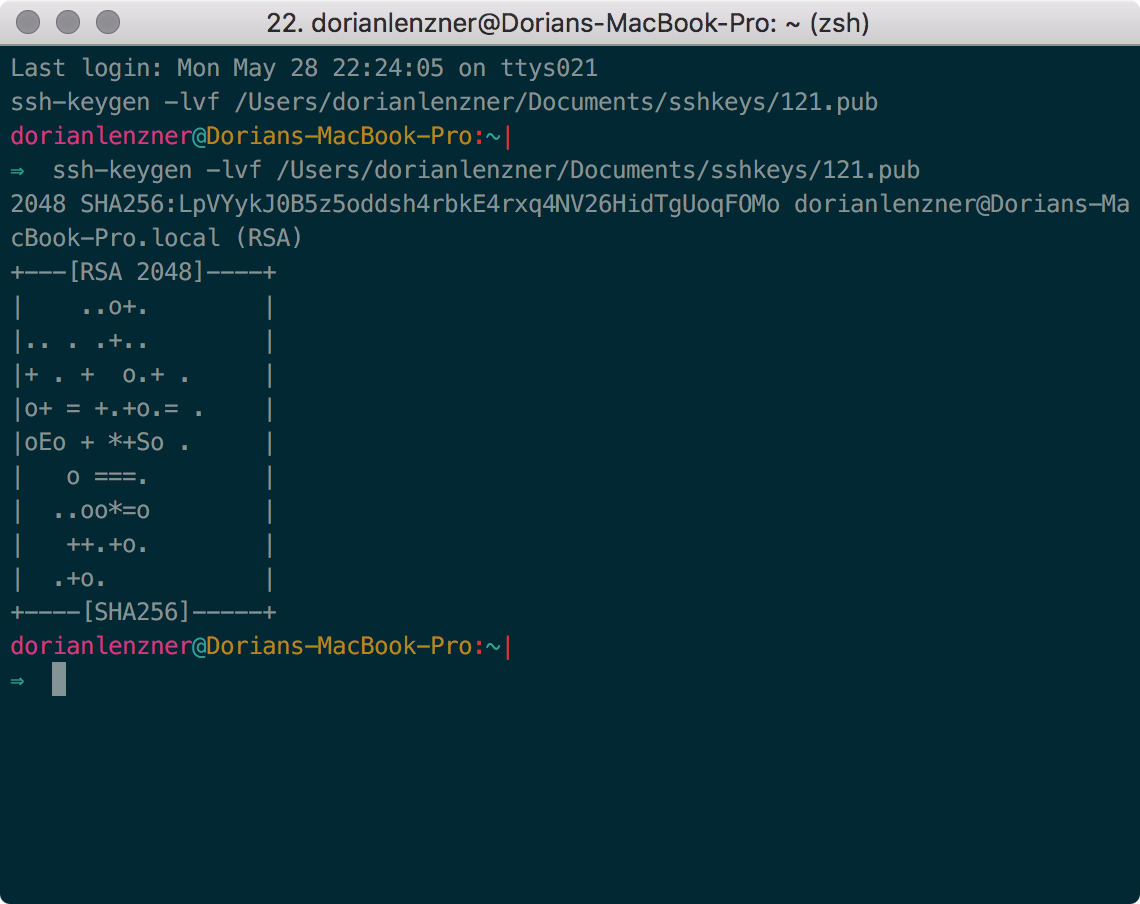 22. dorianlenzner@Dorians-MacBook-Pro: ~ (zsh)
Last login: Mon May 28 22:24:05 on ttys021
ssh-keygen -lvf /Users/dorianlenzner/Documents/sshkeys/121.pub
dorianlenzner@Dorians-MacBook-Pro:~|
⇒  ssh-keygen -lvf /Users/dorianlenzner/Documents/sshkeys/121.pub
2048 SHA256:LpVYykJ0B5z5oddsh4rbkE4rxq4NV26HidTgUoqFOMo dorianlenzner@Dorians-Ma
cBook-Pro.local (RSA)
+---[RSA 2048]----+
|    ..o+.        |
|.. . .+..        |
|+ . +  o.+ .     |
|o+ = +.+o.= .    |
|oEo + *+So .     |
|   o ===.        |
|  ..oo*=o        |
|   ++.+o.        |
|  .+o.           |
+----[SHA256]-----+
dorianlenzner@Dorians-MacBook-Pro:~|
⇒